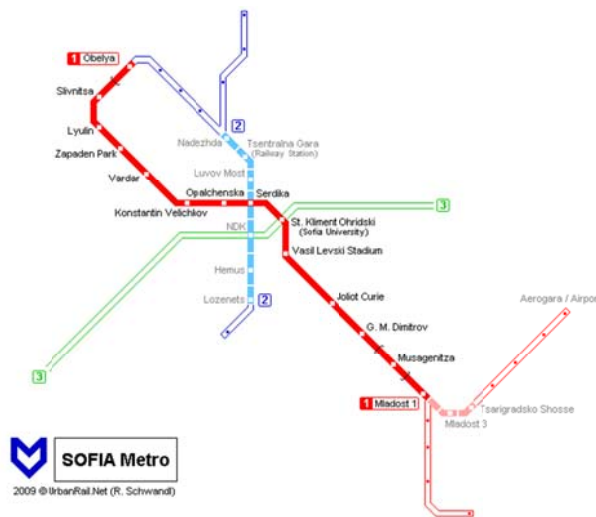 1 Obelya
Slivnitsa
Lyulin
Zapaden Park
Vardar
Konstantin Velichkov
Opalchenska
Serdika
Nadezhda
2
Tsentralna Gara
(Railway Station)
Luvov Most
3
St. Kliment Ohridski
(Sofia University)
NDK
Vasil Levski Stadium
Hemus
Lozenets
2
Joliot Curie
Aerogara / Airpor
G. M. Dimitrov
Musagenitza
3
1 Mladost 1
Tsarigradsko Shosse
Mladost 3
SOFIA Metro
2009 © UrbanRail.Net (R. Schwandl)